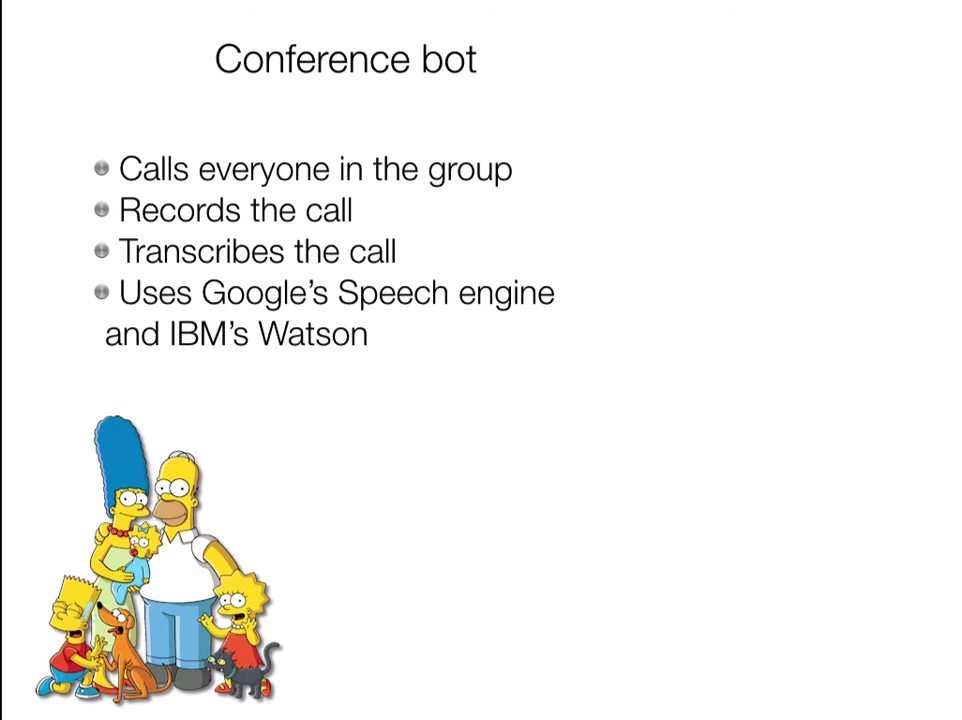 Conference bot
Calls everyone in the group
Records the call
Transcribes the call
Uses Google’s Speech engine
and IBM’s Watson